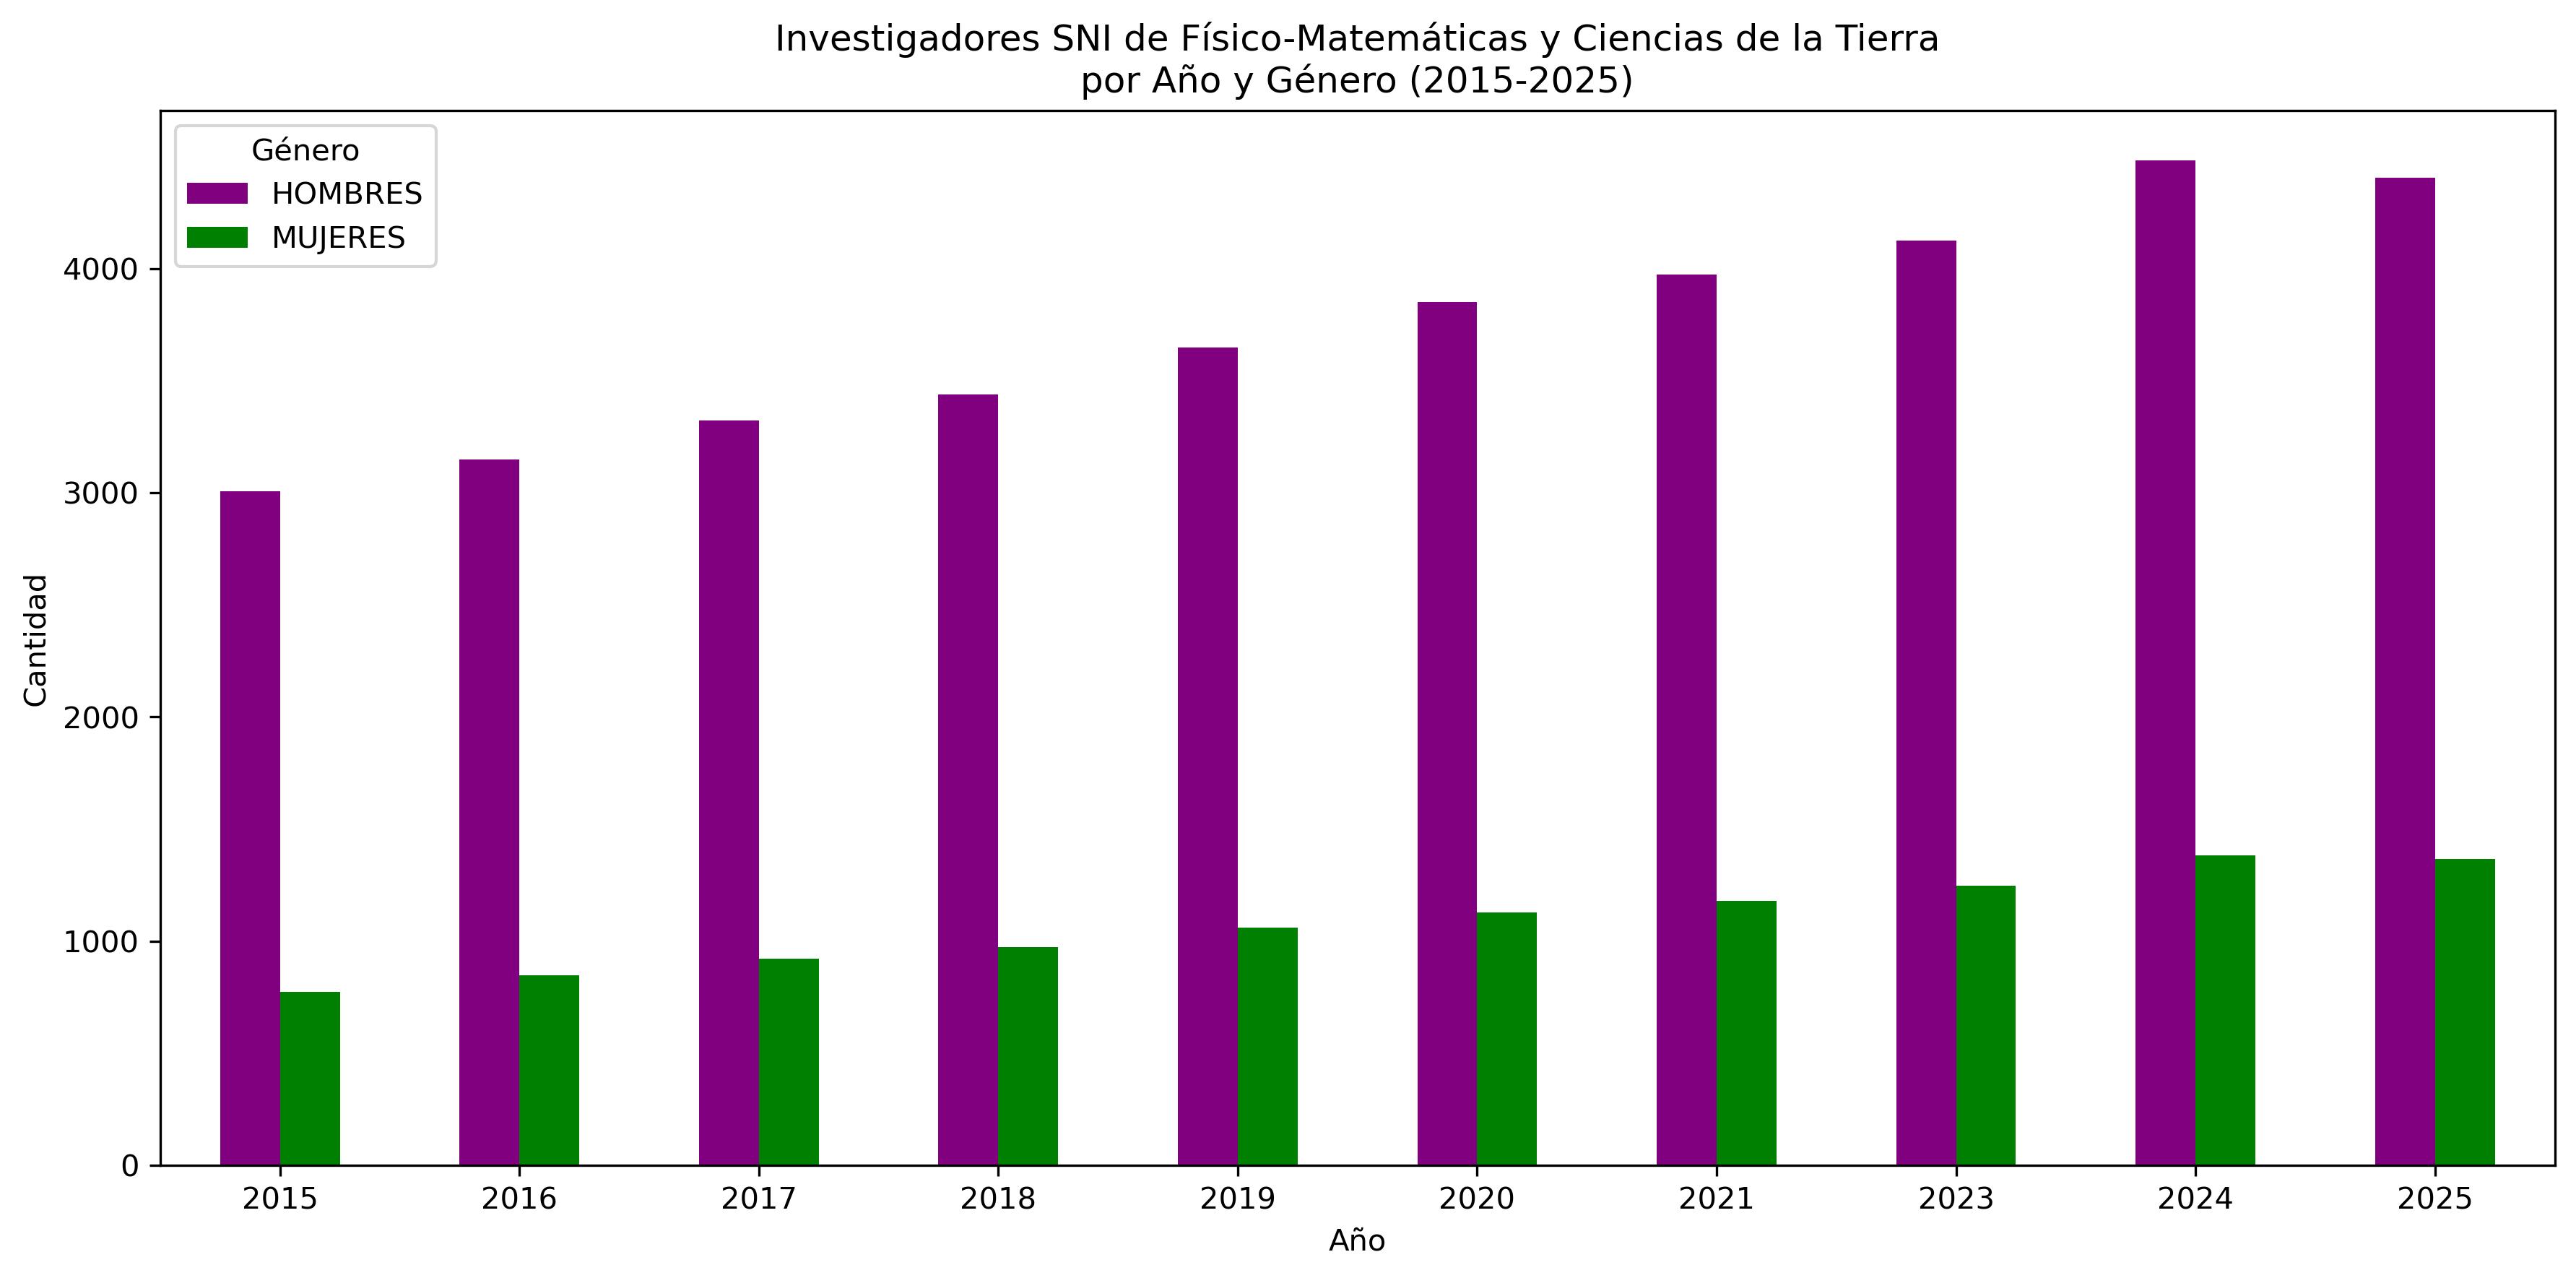 Investigadores SNI de Físico-Matemáticas y Ciencias de la Tierra
por Año y Género (2015-2025)
Género
HOMBRES
MUJERES
Cantidad
4000
3000
2000
1000
0
2015 2016 2017 2018 2019 2020 2021 2023 2024 2025
Año